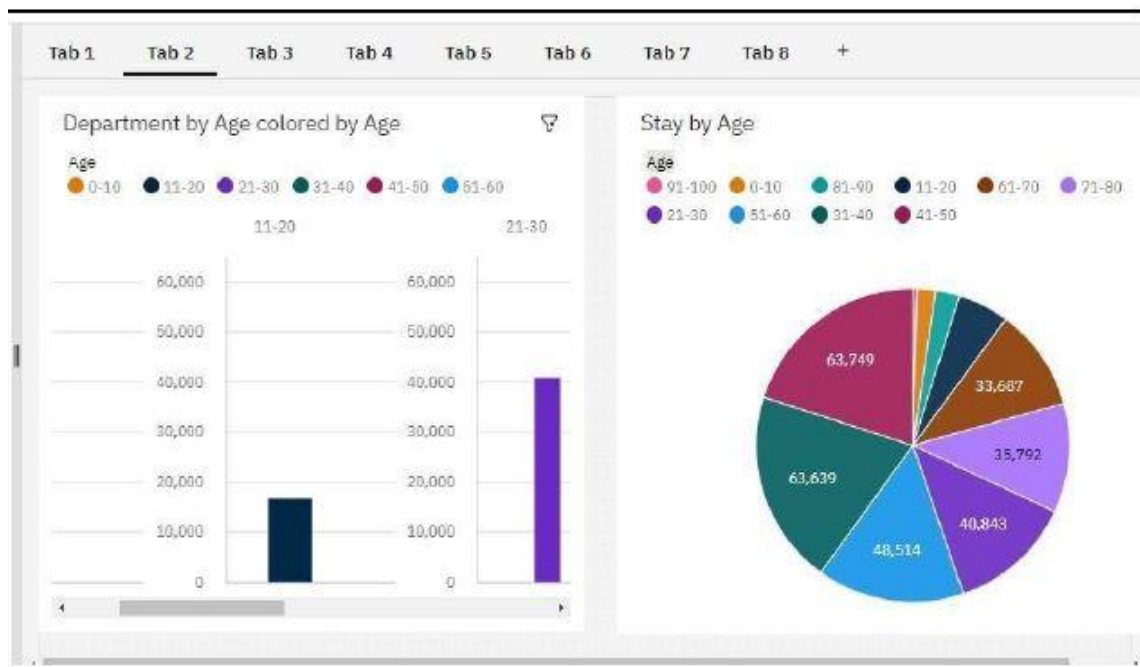 Tab 1 Tab 2 Tab 3 Tab 4 Tab 5 Tab 6 Tab 7 Tab 8 +
Department by Age colored by Age
Age
0-10 11-20 21-30 31-40 41-50 51-60
11-20 21-30
60,000 60,000
50,000 50,000
40,000 40,000
30,000 30,000
20,000 20,000
10,000 10,000
0 0
Stay by Age
Age
91-100 0-10 81-90 11-20 61-70 71-80
21-30 51-60 31-40 41-50
63,749
33,687
35,792
63,639
40,843
48,514